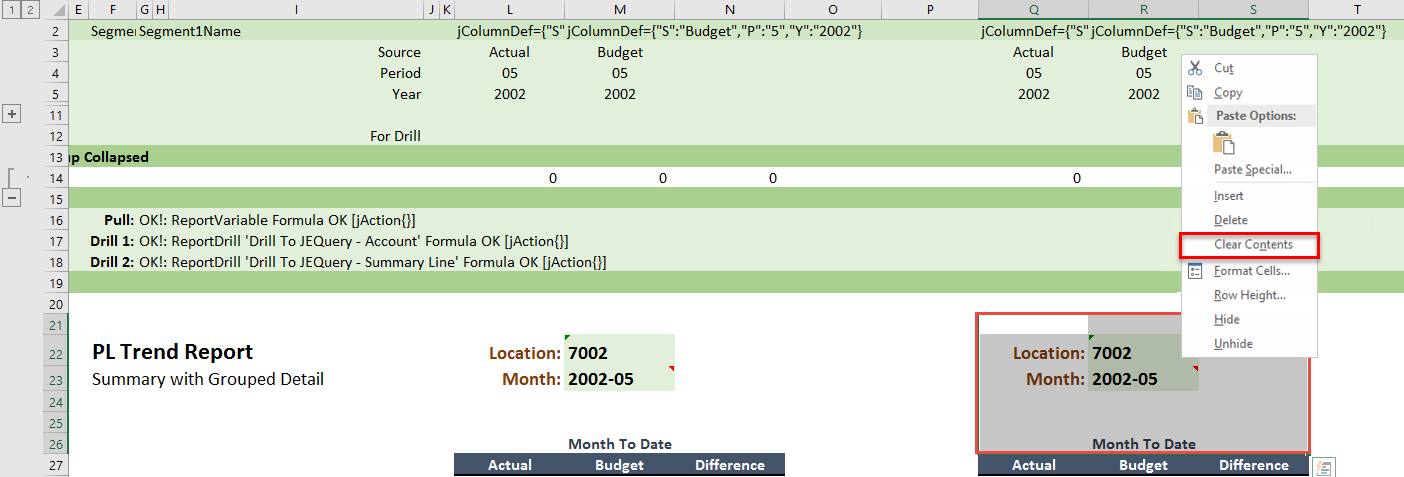 1 2 E F G H I J K L M N O P Q R S T
2 Segme Segment1Name jColumnDef={"S" jColumnDef={"S":"Budget","P":"5","Y":"2002"} jColumnDef={"S" jColumnDef={"S":"Budget","P":"5","Y":"2002"}
3 Source Actual Budget Actual Budget
4 Period 05 05 05 05
5 Year 2002 2002 2002 2002
11
12 For Drill
13 up Collapsed
14 0 0 0 0
15
16 Pull: OK!: ReportVariable Formula OK [jAction{}]
17 Drill 1: OK!: ReportDrill 'Drill To JEQuery - Account' Formula OK [jAction{}]
18 Drill 2: OK!: ReportDrill 'Drill To JEQuery - Summary Line' Formula OK [jAction{}]
19
20
21
22 PL Trend Report Location: 7002 Location: 7002
23 Summary with Grouped Detail Month: 2002-05 Month: 2002-05
24
25
26 Month To Date Month To Date
27 Actual Budget Difference Actual Budget Difference
Cut
Copy
Paste Options:
Paste Special...
Insert
Delete
Clear Contents
Format Cells...
Row Height...
Hide
Unhide